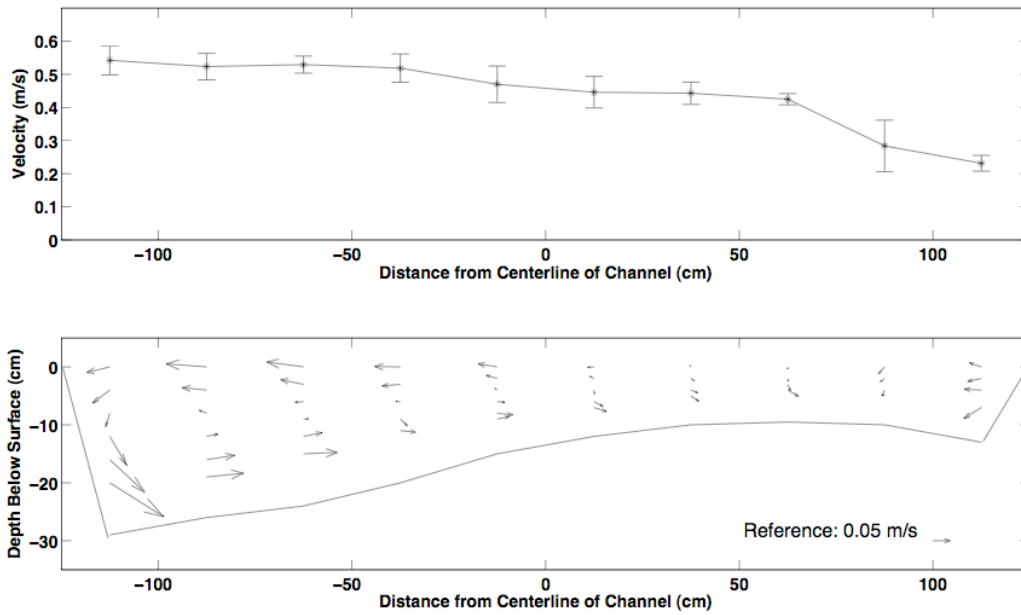 0.6
0.5
0.4
0.3
0.2
0.1
0
Velocity (m/s)
−100 −50 0 50 100
Distance from Centerline of Channel (cm)
0
−10
−20
−30
Depth Below Surface (cm)
Reference: 0.05 m/s
−100 −50 0 50 100
Distance from Centerline of Channel (cm)